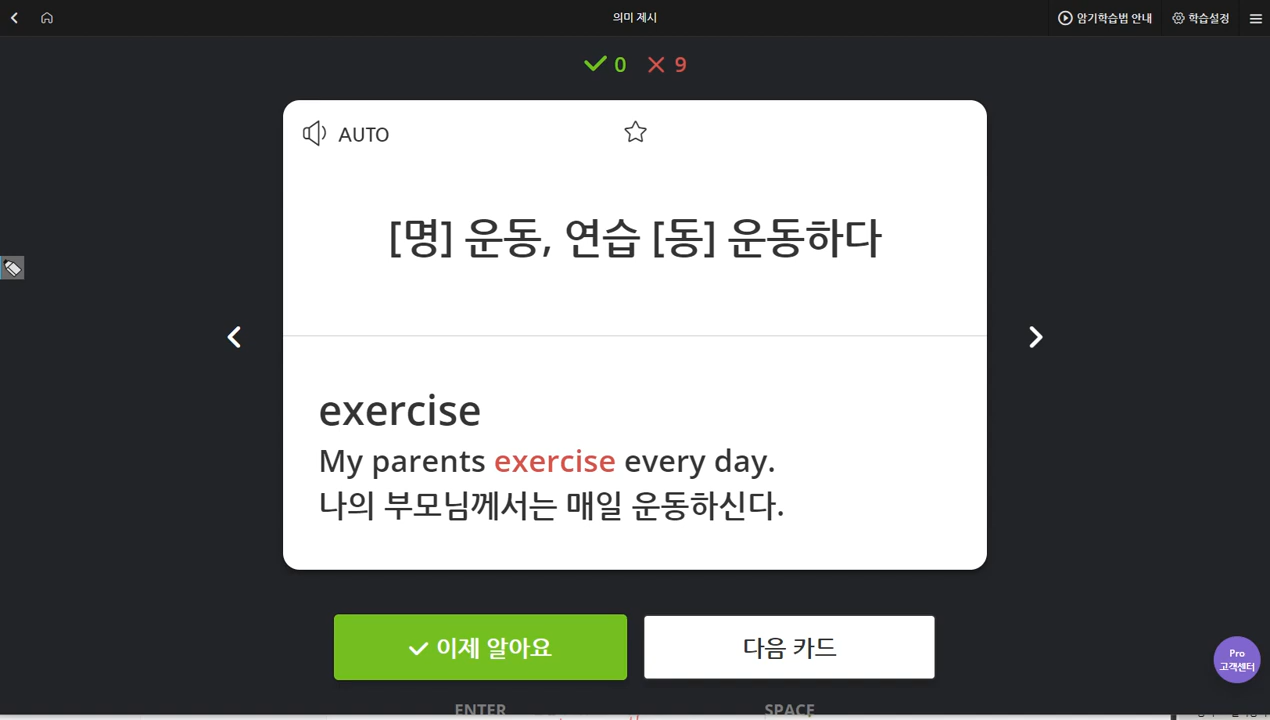 의미 제시
암기학습법 안내
학습설정
0
9
AUTO
[명] 운동, 연습 [동] 운동하다
exercise
My parents exercise every day.
나의 부모님께서는 매일 운동하신다.
이제 알아요
다음 카드
Pro
고객센터
ENTER
SPACE